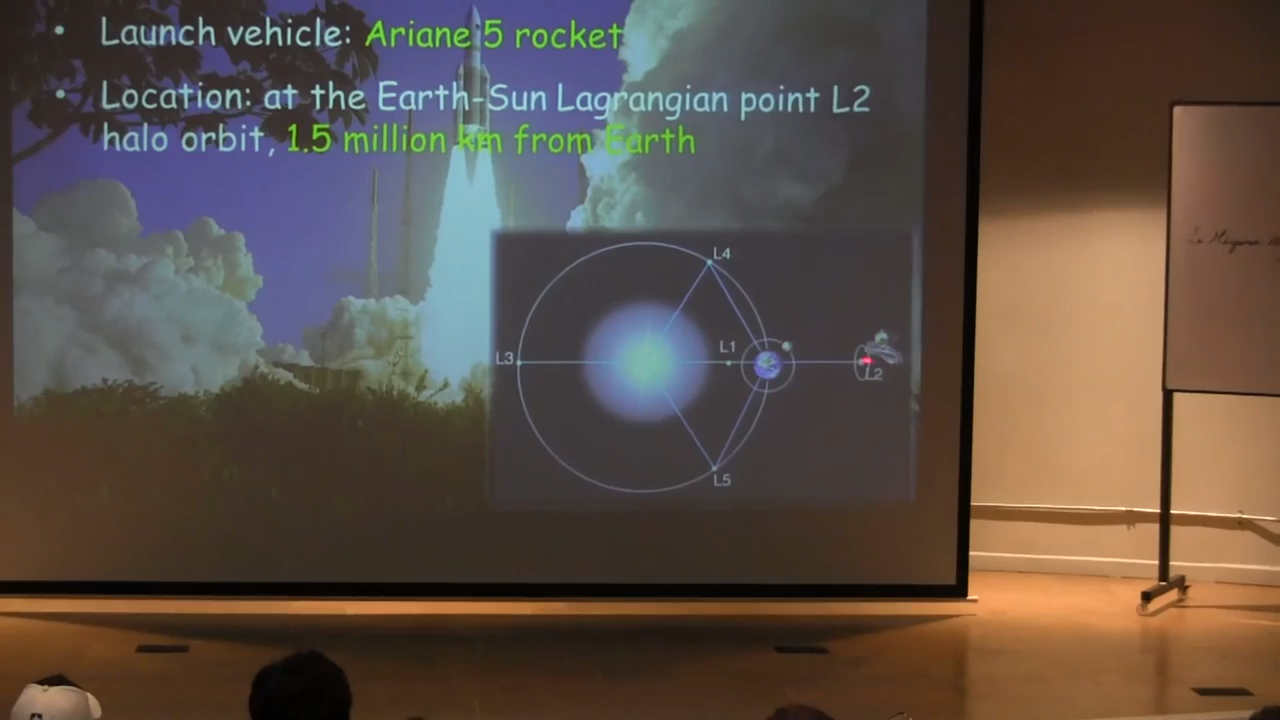 • Launch vehicle: Ariane 5 rocket
• Location: at the Earth-Sun Lagrangian point L2
halo orbit, 1.5 million km from Earth
L4
L3
L1
L2
L5